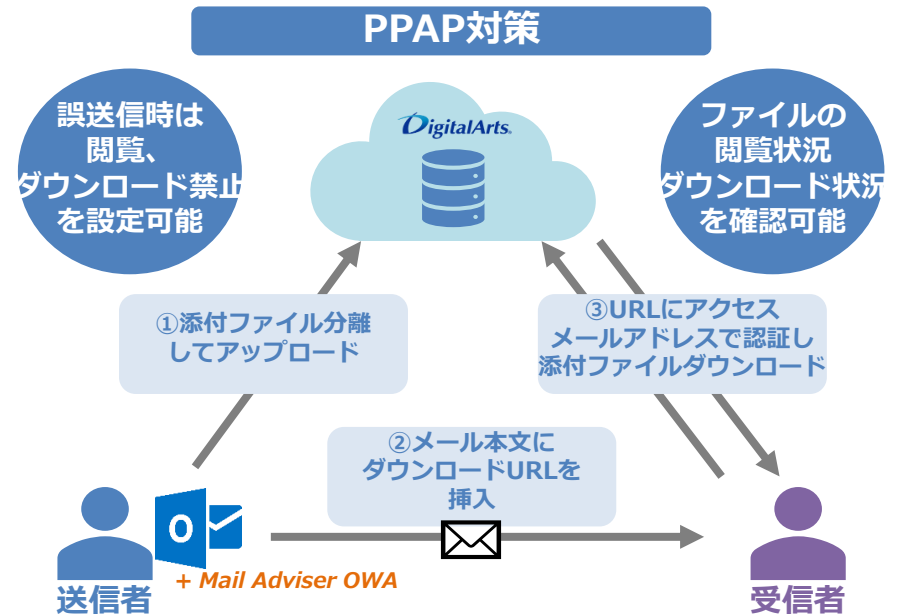 PPAP対策
誤送信時は
閲覧、
ダウンロード禁止
を設定可能
DigitalArts.
ファイルの
閲覧状況
ダウンロード状況
を確認可能
①添付ファイル分離
してアップロード
③URLにアクセス
メールアドレスで認証し
添付ファイルダウンロード
②メール本文に
ダウンロードURLを
挿入
O
+ Mail Adviser OWA
送信者
受信者